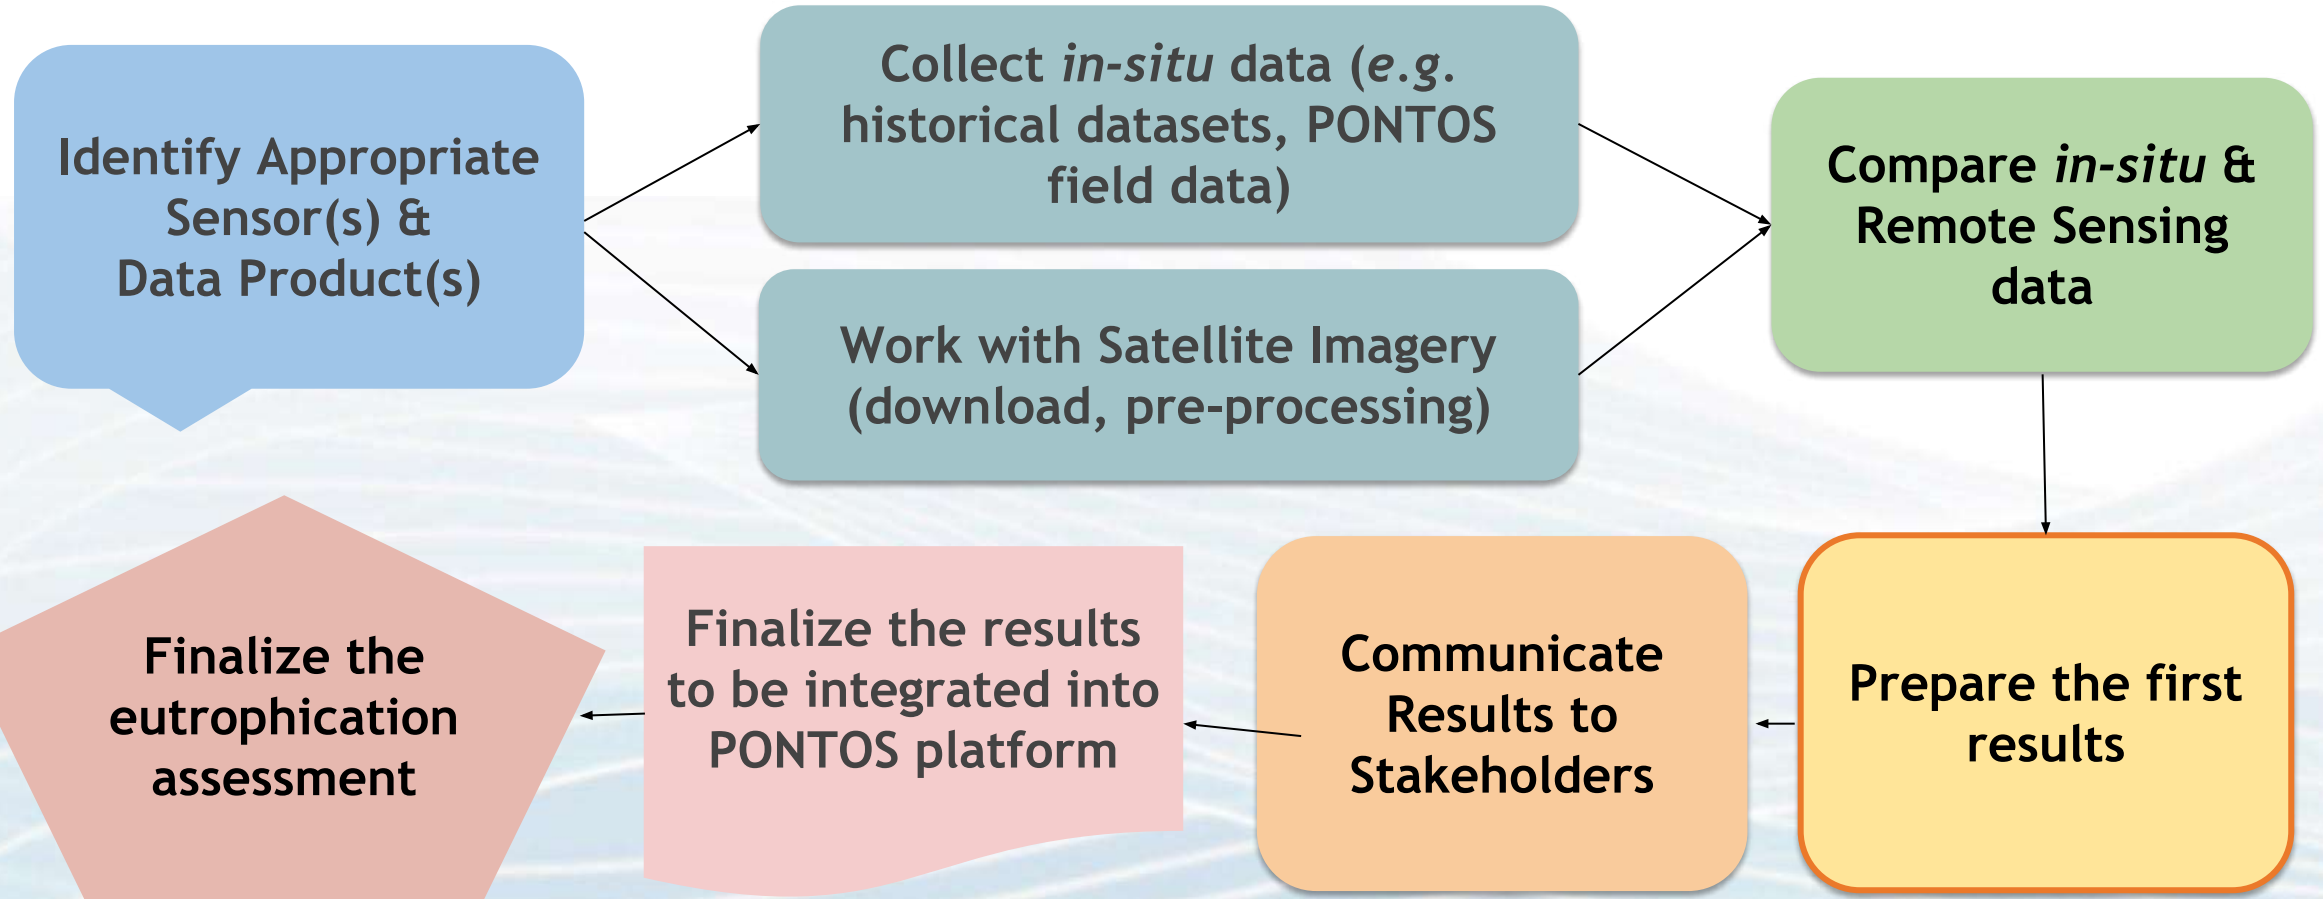 Identify Appropriate
Sensor(s) &
Data Product(s)
Collect in-situ data (e.g.
historical datasets, PONTOS
field data)
Work with Satellite Imagery
(download, pre-processing)
Compare in-situ &
Remote Sensing
data
Prepare the first
results
Communicate
Results to
Stakeholders
Finalize the results
to be integrated into
PONTOS platform
Finalize the
eutrophication
assessment